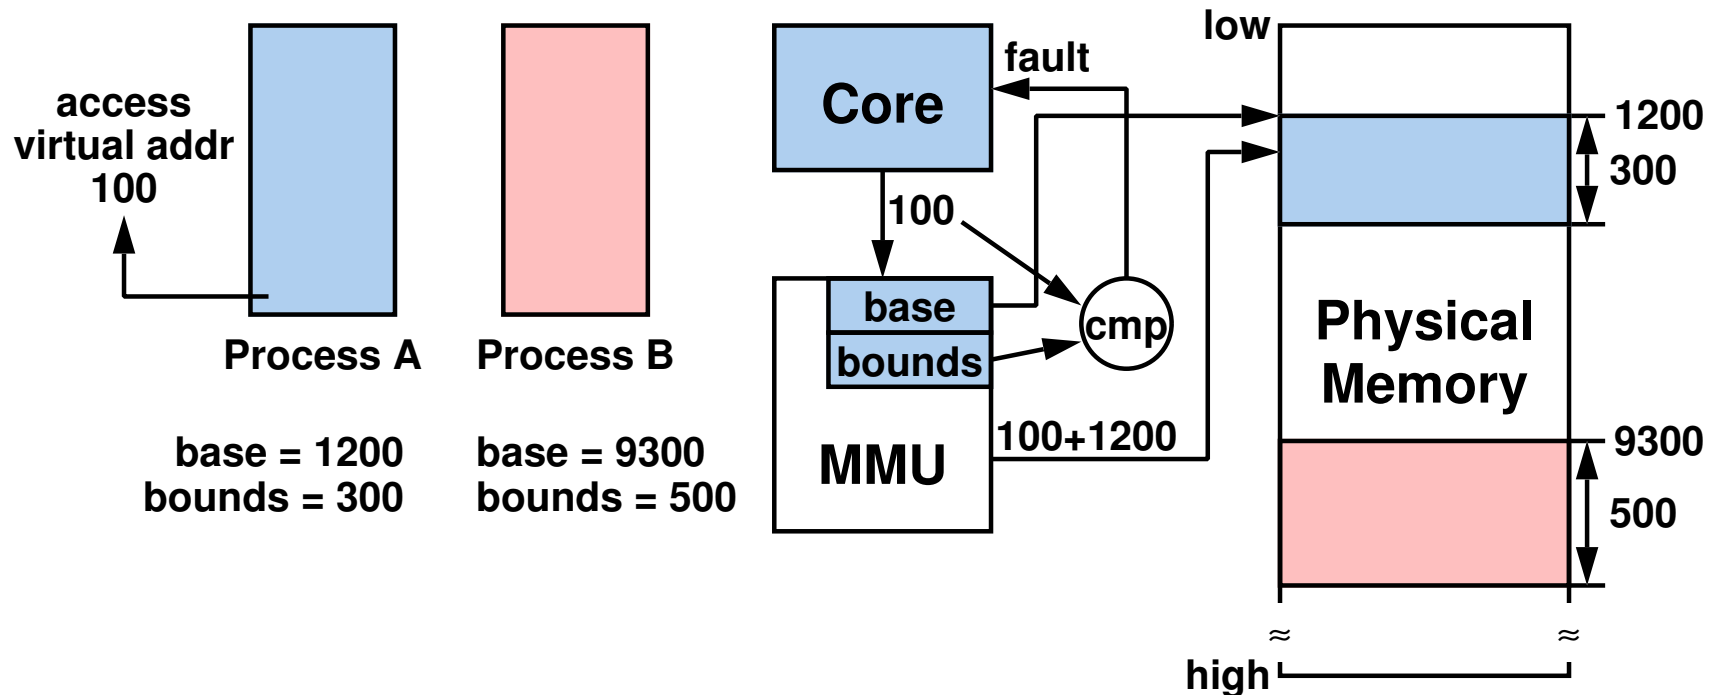 access
virtual addr
100
Process A
base = 1200
bounds = 300
Process B
base = 9300
bounds = 500
Core
fault
100
base
bounds
cmp
MMU
100+1200
low
1200
300
Physical
Memory
9300
500
≈ ≈
high